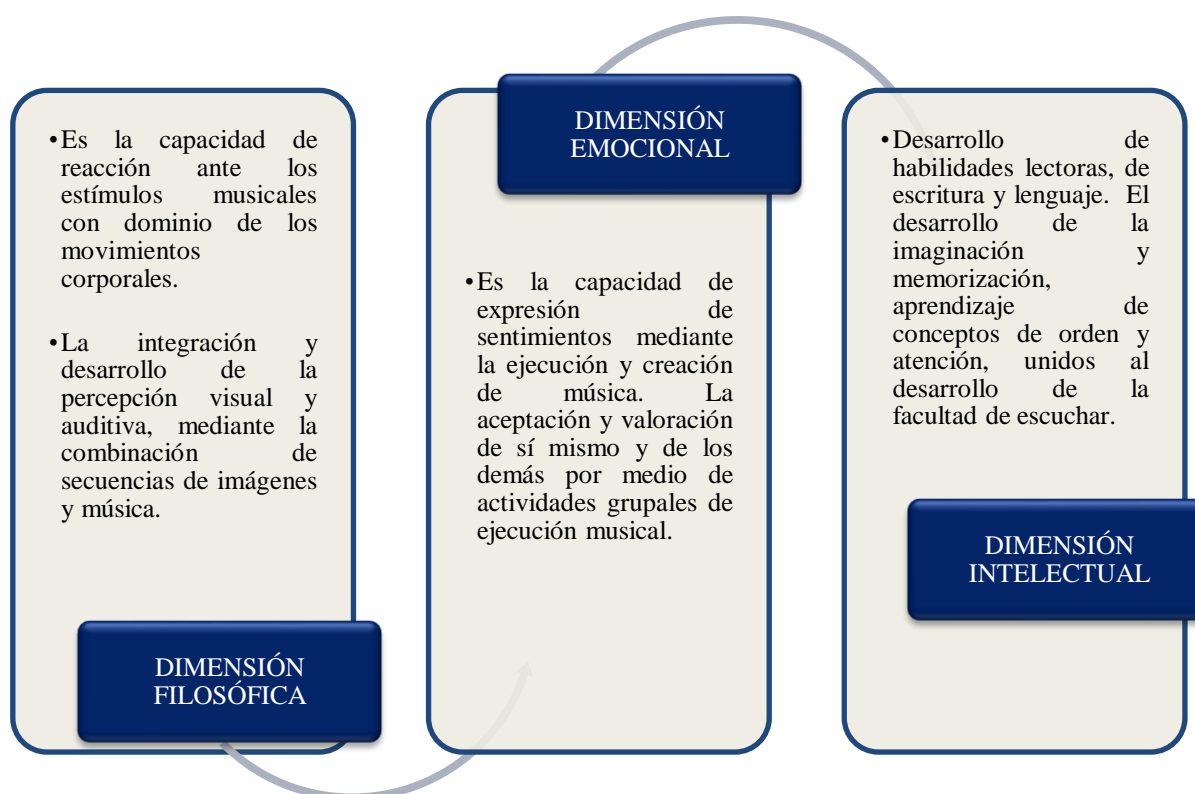 •Es la capacidad de
reacción ante los
estímulos musicales
con dominio de los
movimientos
corporales.
•La integración y
desarrollo de la
percepción visual y
auditiva, mediante la
combinación de
secuencias de imágenes
y música.
DIMENSIÓN
FILOSÓFICA
DIMENSIÓN
EMOCIONAL
•Es la capacidad de
expresión de
sentimientos mediante
la ejecución y creación
de música. La
aceptación y valoración
de sí mismo y de los
demás por medio de
actividades grupales de
ejecución musical.
•Desarrollo de
habilidades lectoras, de
escritura y lenguaje. El
desarrollo de la
imaginación y
memorización,
aprendizaje de
conceptos de orden y
atención, unidos al
desarrollo de la
facultad de escuchar.
DIMENSIÓN
INTELECTUAL